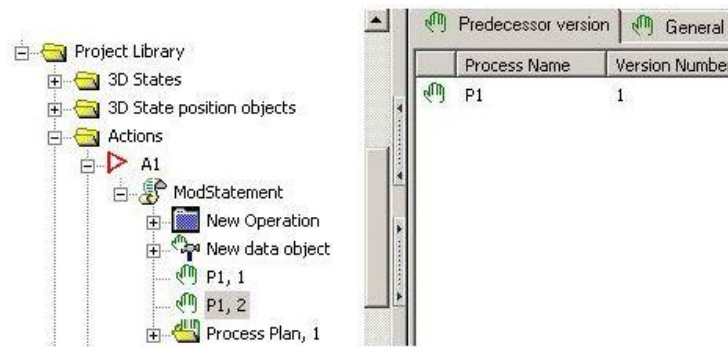 Project Library
3D States
3D State position objects
Actions
A1
ModStatement
New Operation
New data object
P1, 1
P1, 2
Process Plan, 1
Predecessor version General
Process Name Version Number
P1 1